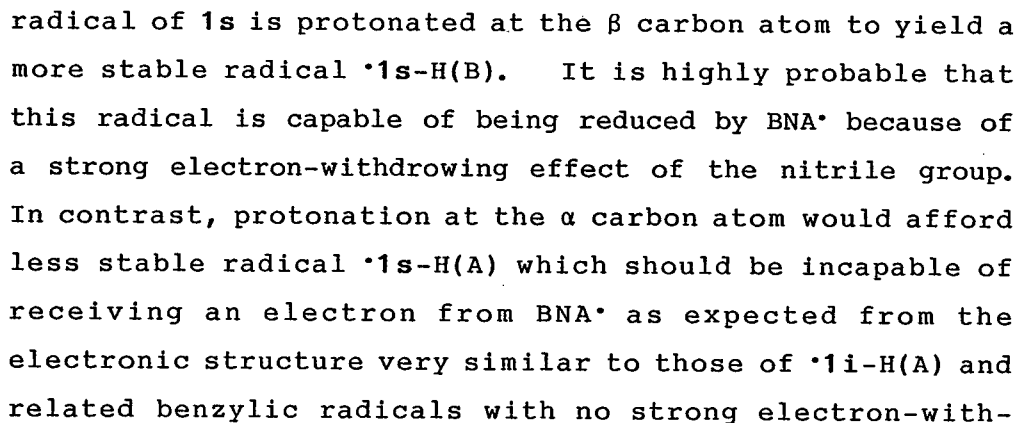 radical of 1s is protonated at the β carbon atom to yield a
more stable radical •1s-H(B). It is highly probable that
this radical is capable of being reduced by BNA• because of
a strong electron-withdrowing effect of the nitrile group.
In contrast, protonation at the α carbon atom would afford
less stable radical •1s-H(A) which should be incapable of
receiving an electron from BNA• as expected from the
electronic structure very similar to those of •1i-H(A) and
related benzylic radicals with no strong electron-with-